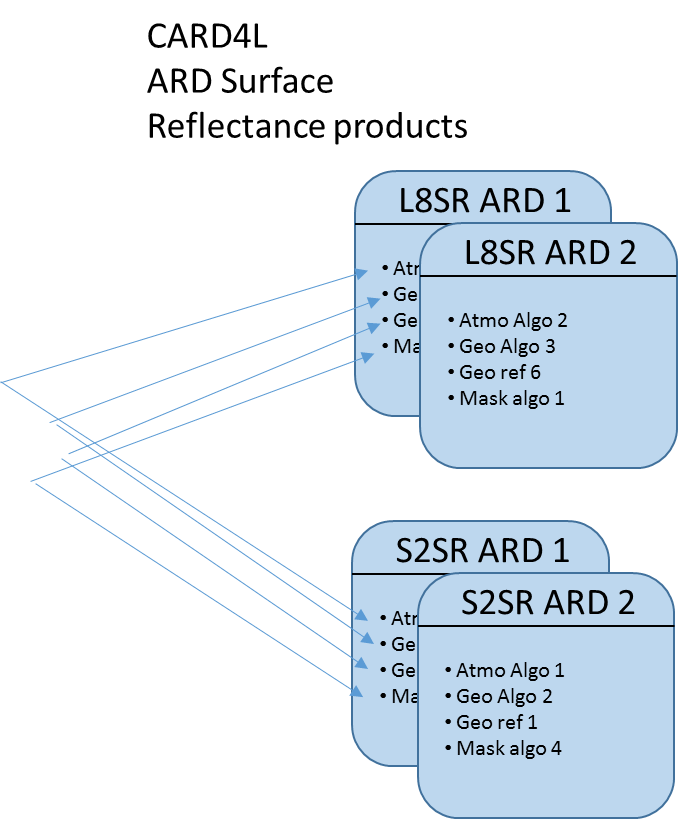 CARD4L
ARD Surface
Reflectance products
L8SR ARD 1
L8SR ARD 2
• Atmo Algo 2
• Geo Algo 3
• Geo ref 6
• Mask algo 1
S2SR ARD 1
S2SR ARD 2
• Atmo Algo 1
• Geo Algo 2
• Geo ref 1
• Mask algo 4